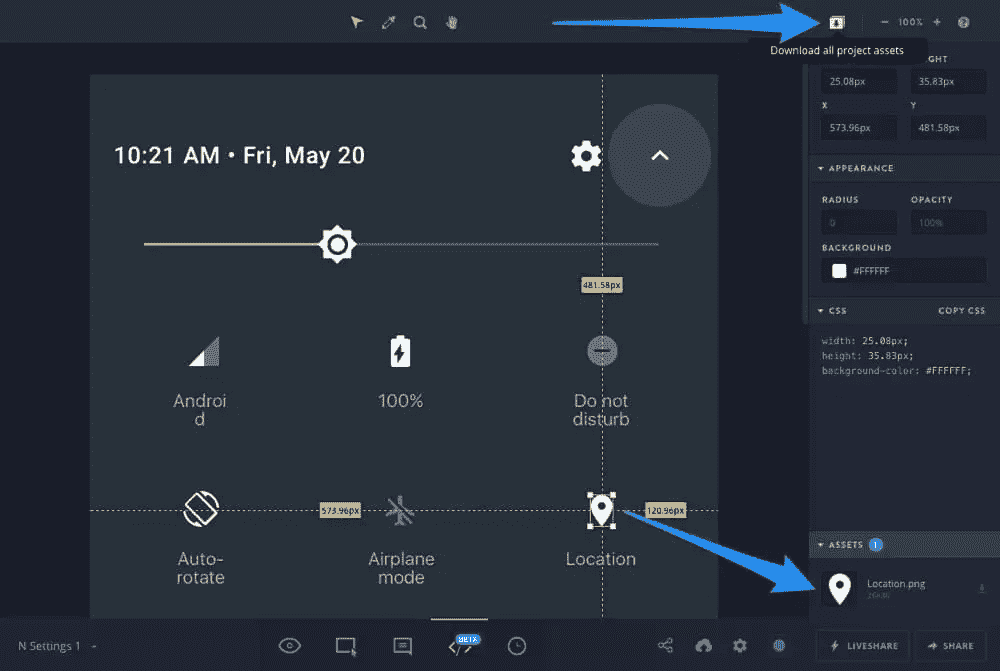 100%
Download all project assets
GHT
25.08px 35.83px
X Y
573.96px 481.58px
10:21 AM • Fri, May 20
APPEARANCE
RADIUS OPACITY
0 100%
BACKGROUND
#FFFFFF
481.58px
CSS COPY CSS
width: 25.08px;
height: 35.83px;
background-color: #FFFFFF;
Androi
d
100%
Do not
disturb
573.96px
120.96px
Auto-
rotate
Airplane
mode
Location
ASSETS 1
Location.png
N Settings 1
BETA
LIVESHARE
SHARE